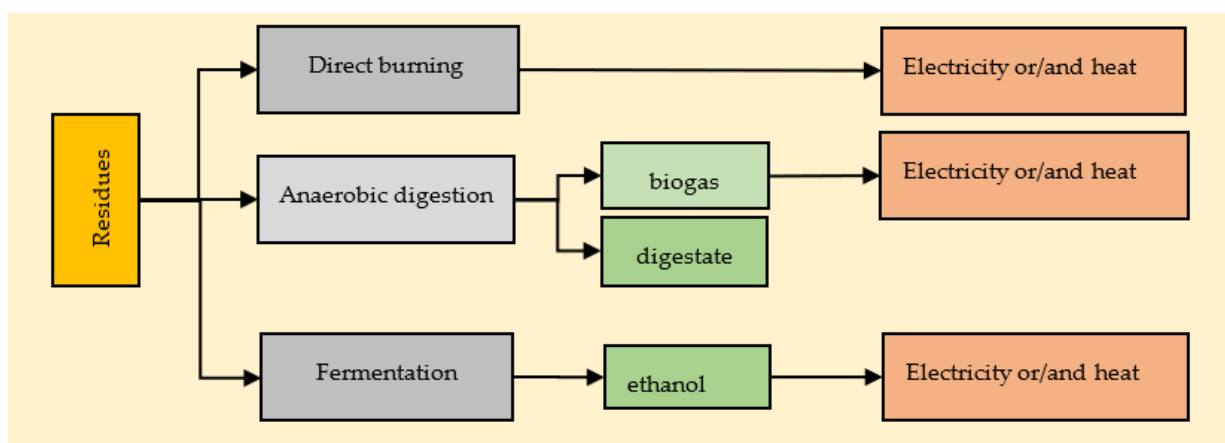 Residues
Direct burning
Electricity or/and heat
Anaerobic digestion
biogas
Electricity or/and heat
digestate
Fermentation
ethanol
Electricity or/and heat